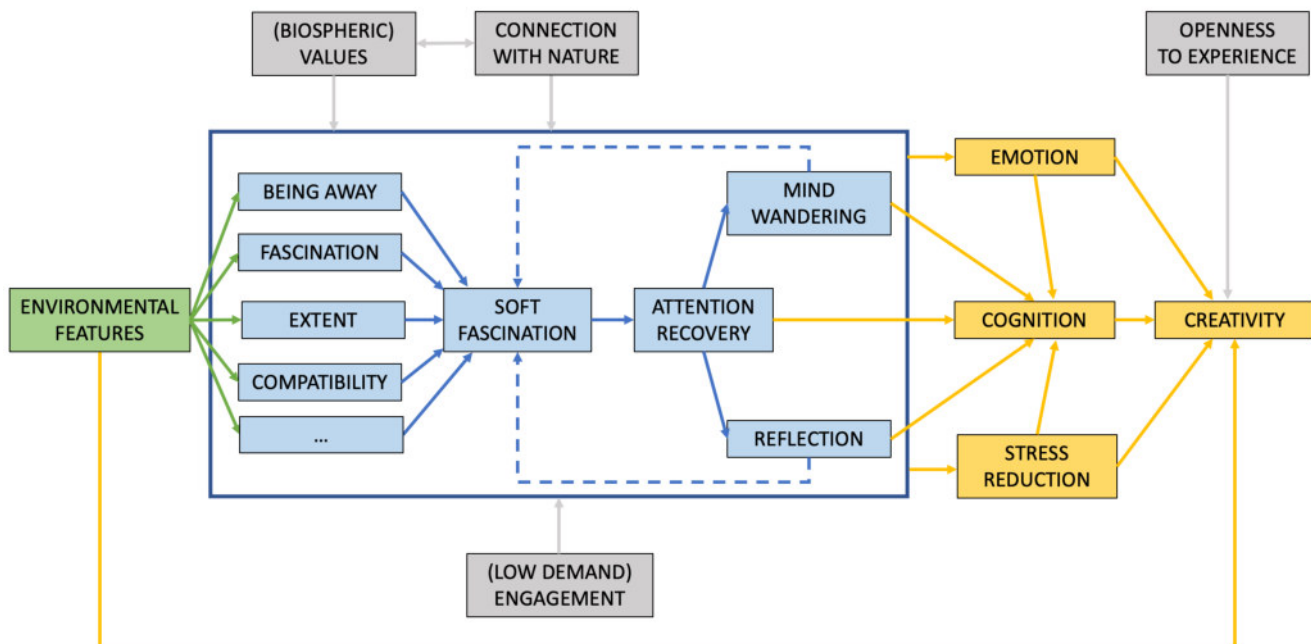 (BIOSPHERIC)
VALUES
CONNECTION
WITH NATURE
OPENNESS
TO EXPERIENCE
EMOTION
BEING AWAY
MIND
WANDERING
FASCINATION
ENVIRONMENTAL
FEATURES
EXTENT
SOFT
FASCINATION
ATTENTION
RECOVERY
COGNITION
CREATIVITY
COMPATIBILITY
...
REFLECTION
STRESS
REDUCTION
(LOW DEMAND)
ENGAGEMENT